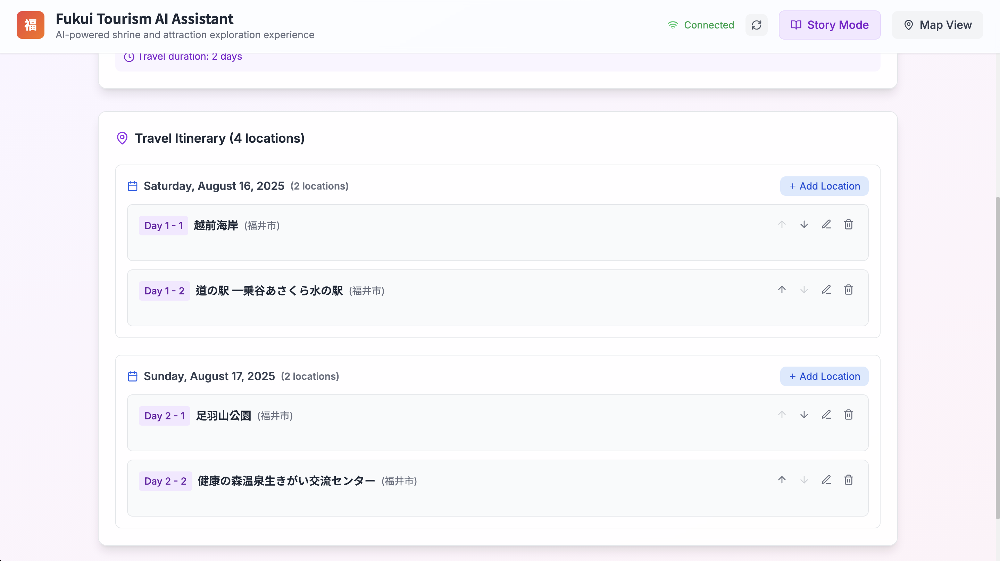 福
Fukui Tourism AI Assistant
AI-powered shrine and attraction exploration experience
Connected
Story Mode
Map View
Travel duration: 2 days
Travel Itinerary (4 locations)
Saturday, August 16, 2025 (2 locations)
+ Add Location
Day 1 - 1 越前海岸 (福井市)
Day 1 - 2 道の駅 一乗谷あさくら水の駅 (福井市)
Sunday, August 17, 2025 (2 locations)
+ Add Location
Day 2 - 1 足羽山公園 (福井市)
Day 2 - 2 健康の森温泉生きがい交流センター (福井市)